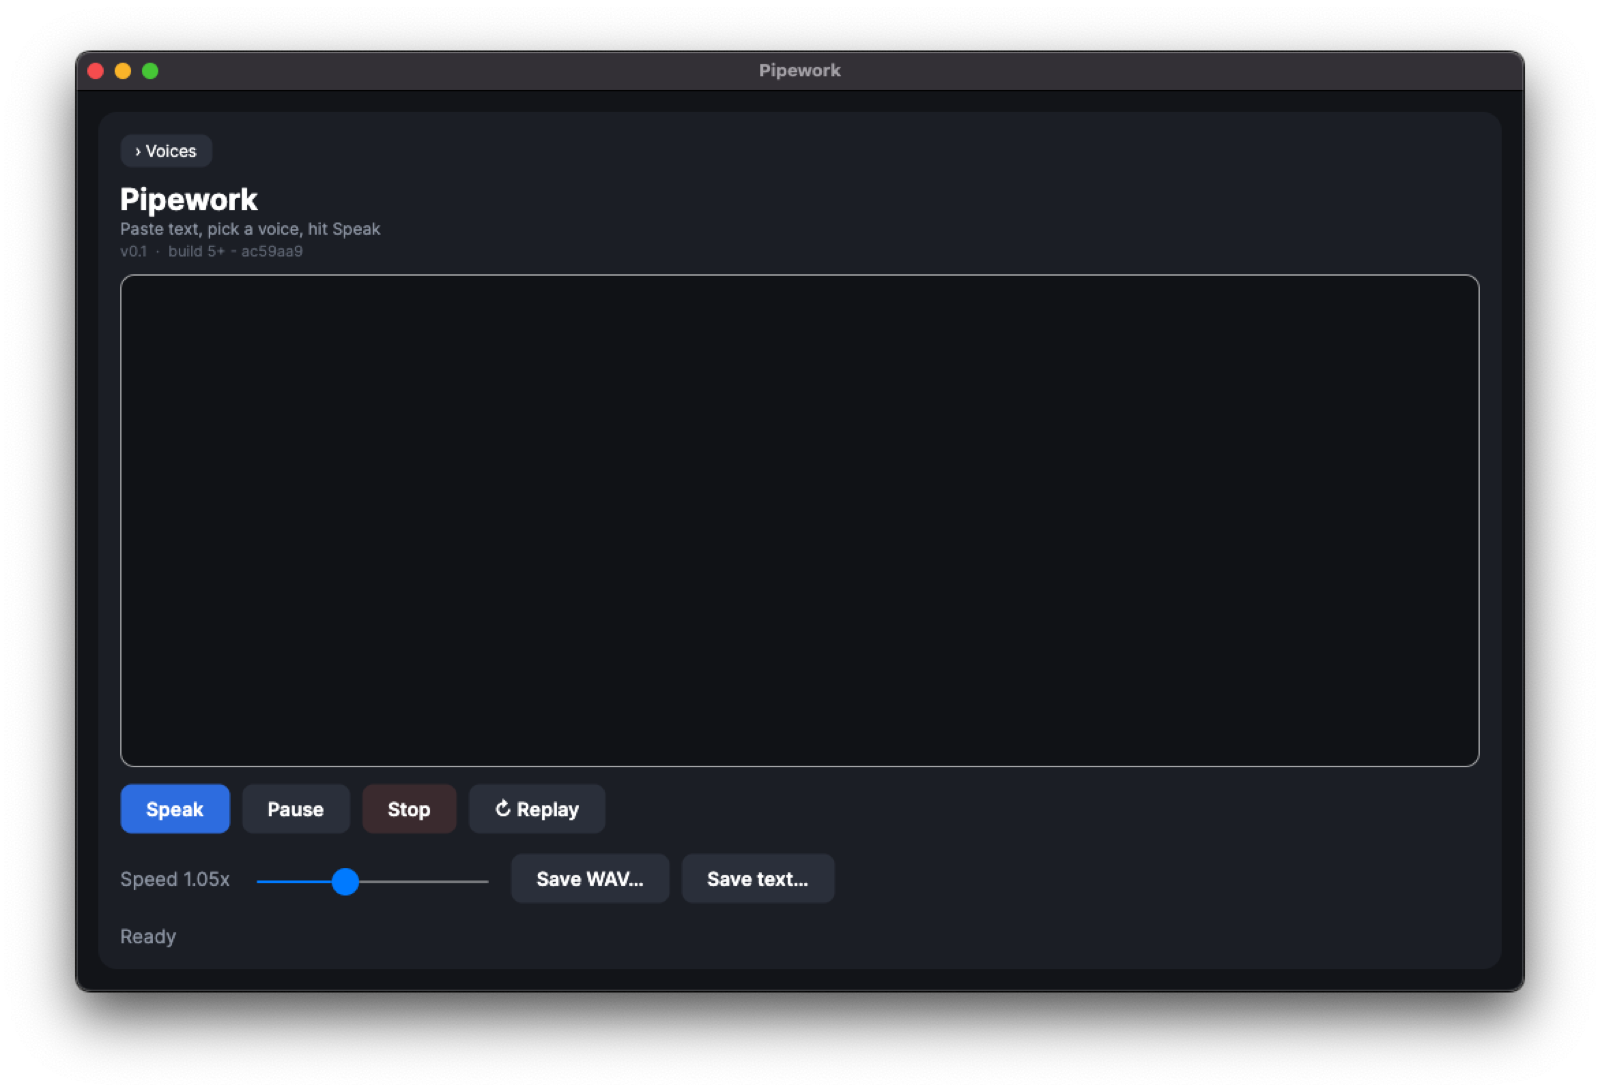 Pipework
› Voices
Pipework
Paste text, pick a voice, hit Speak
v0.1 · build 5+ - ac59aa9
Speak Pause Stop ↻ Replay
Speed 1.05x Save WAV... Save text...
Ready